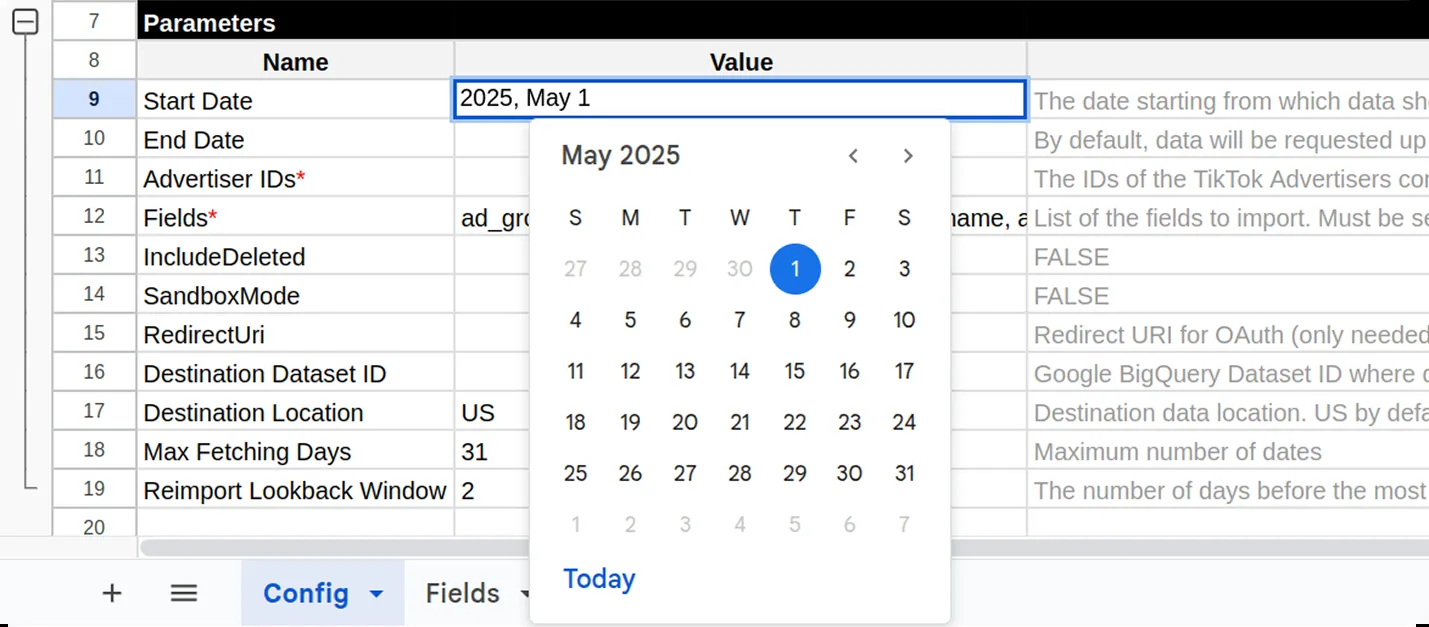 7 Parameters
8 Name Value
9 Start Date 2025, May 1 The date starting from which data
10 End Date By default, data will be requested up
11 Advertiser IDs* The IDs of the TikTok Advertisers
12 Fields* List of the fields to import. Must be
13 IncludeDeleted FALSE
14 SandboxMode FALSE
15 RedirectUri Redirect URI for OAuth (only needed
16 Destination Dataset ID Google BigQuery Dataset ID where
17 Destination Location US Destination data location. US by
18 Max Fetching Days 31 Maximum number of dates
19 Reimport Lookback Window 2 The number of days before the most
20
May 2025
S M T W T F S
27 28 29 30 1 2 3
4 5 6 7 8 9 10
11 12 13 14 15 16 17
18 19 20 21 22 23 24
25 26 27 28 29 30 31
1 2 3 4 5 6 7
Today
Config Fields